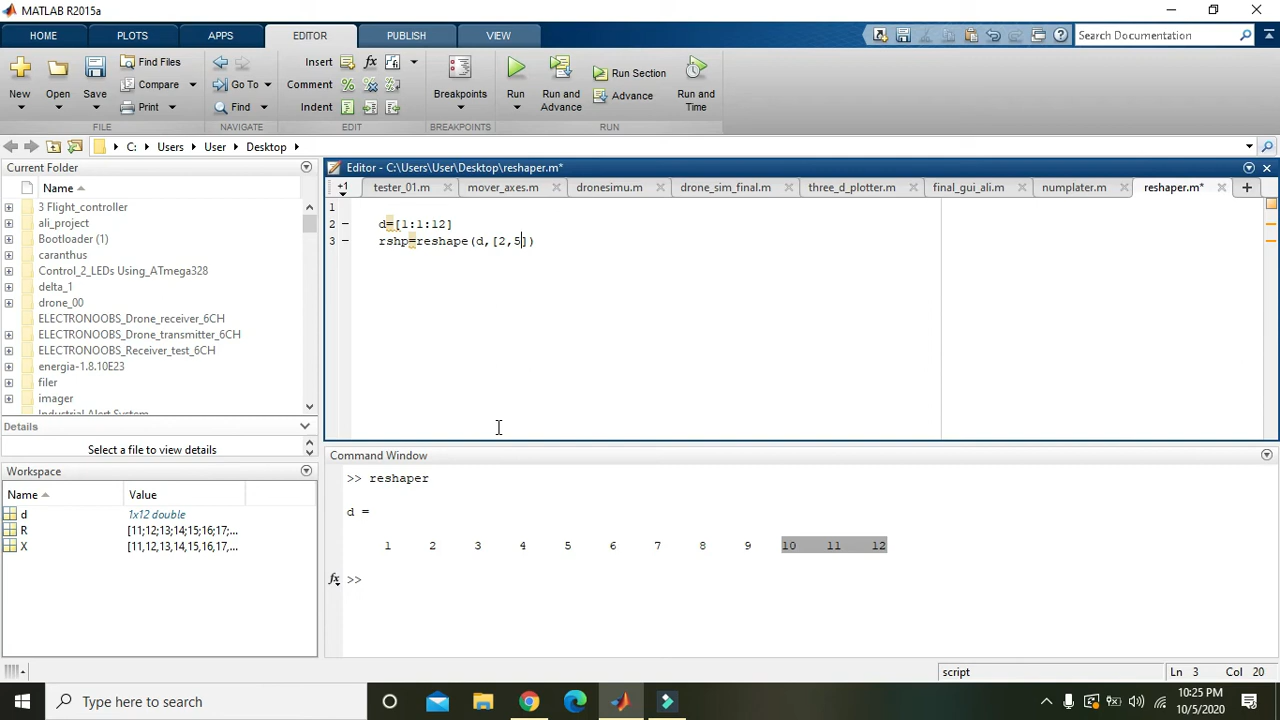 MATLAB R2015a
HOME PLOTS APPS EDITOR PUBLISH VIEW
Search Documentation
New
Open
Save
Find Files
Compare
Print
Go To
Find
Insert
fx
Comment
Indent
Breakpoints
Run
Run and
Advance
Run Section
Advance
Run and
Time
FILE NAVIGATE EDIT BREAKPOINTS RUN
C: Users User Desktop
Current Folder
Name
3 Flight_controller
ali_project
Bootloader (1)
caranthus
Control_2_LEDs Using_ATmega328
delta_1
drone_00
ELECTRONOOBS_Drone_receiver_6CH
ELECTRONOOBS_Drone_transmitter_6CH
ELECTRONOOBS_Receiver_test_6CH
energia-1.8.10E23
filer
imager
Industrial Alert System
Details
Select a file to view details
Workspace
Name Value
d 1x12 double
R [11;12;13;14;15;16;17;...
X [11,12,13,14,15,16,17,...
Editor - C:\Users\User\Desktop\reshaper.m*
+1 tester_01.m mover_axes.m dronesimu.m drone_sim_final.m three_d_plotter.m final_gui_ali.m numplater.m reshaper.m*
1
2 d=[1:1:12]
3 rshp=reshape(d,[2,5])
Command Window
>> reshaper
d =
1 2 3 4 5 6 7 8 9 10 11 12
fx >>
script Ln 3 Col 20
Type here to search
10:25 PM
10/5/2020